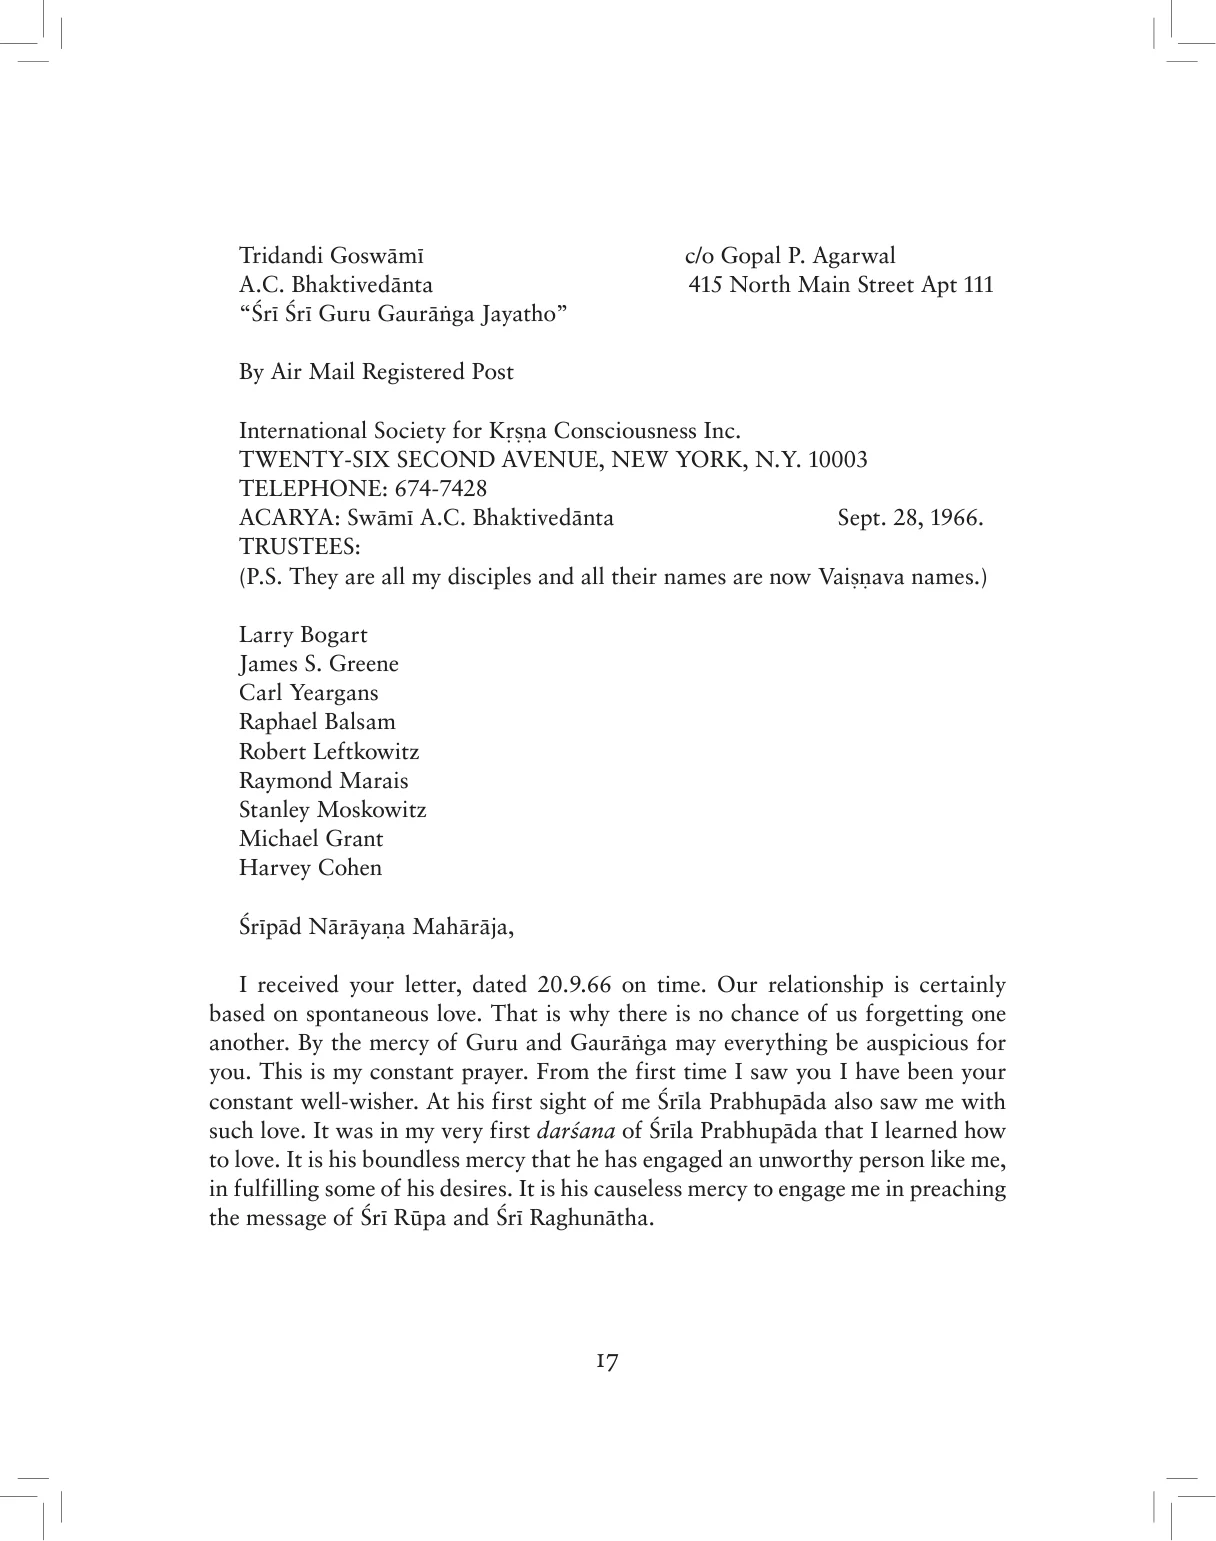 Tridandi Goswāmī c/o Gopal P. Agarwal
A.C. Bhaktivedānta 415 North Main Street Apt 111
“Śrī Śrī Guru Gaurāṅga Jayatho”
By Air Mail Registered Post
International Society for Kṛṣṇa Consciousness Inc.
TWENTY-SIX SECOND AVENUE, NEW YORK, N.Y. 10003
TELEPHONE: 674-7428
ACARYA: Swāmī A.C. Bhaktivedānta Sept. 28, 1966.
TRUSTEES:
(P.S. They are all my disciples and all their names are now Vaiṣṇava names.)
Larry Bogart
James S. Greene
Carl Yeargans
Raphael Balsam
Robert Leftkowitz
Raymond Marais
Stanley Moskowitz
Michael Grant
Harvey Cohen
Śrīpād Nārāyaṇa Mahārāja,
I received your letter, dated 20.9.66 on time. Our relationship is certainly
based on spontaneous love. That is why there is no chance of us forgetting one
another. By the mercy of Guru and Gaurāṅga may everything be auspicious for
you. This is my constant prayer. From the first time I saw you I have been your
constant well-wisher. At his first sight of me Śrīla Prabhupāda also saw me with
such love. It was in my very first darśana of Śrīla Prabhupāda that I learned how
to love. It is his boundless mercy that he has engaged an unworthy person like me,
in fulfilling some of his desires. It is his causeless mercy to engage me in preaching
the message of Śrī Rūpa and Śrī Raghunātha.
17